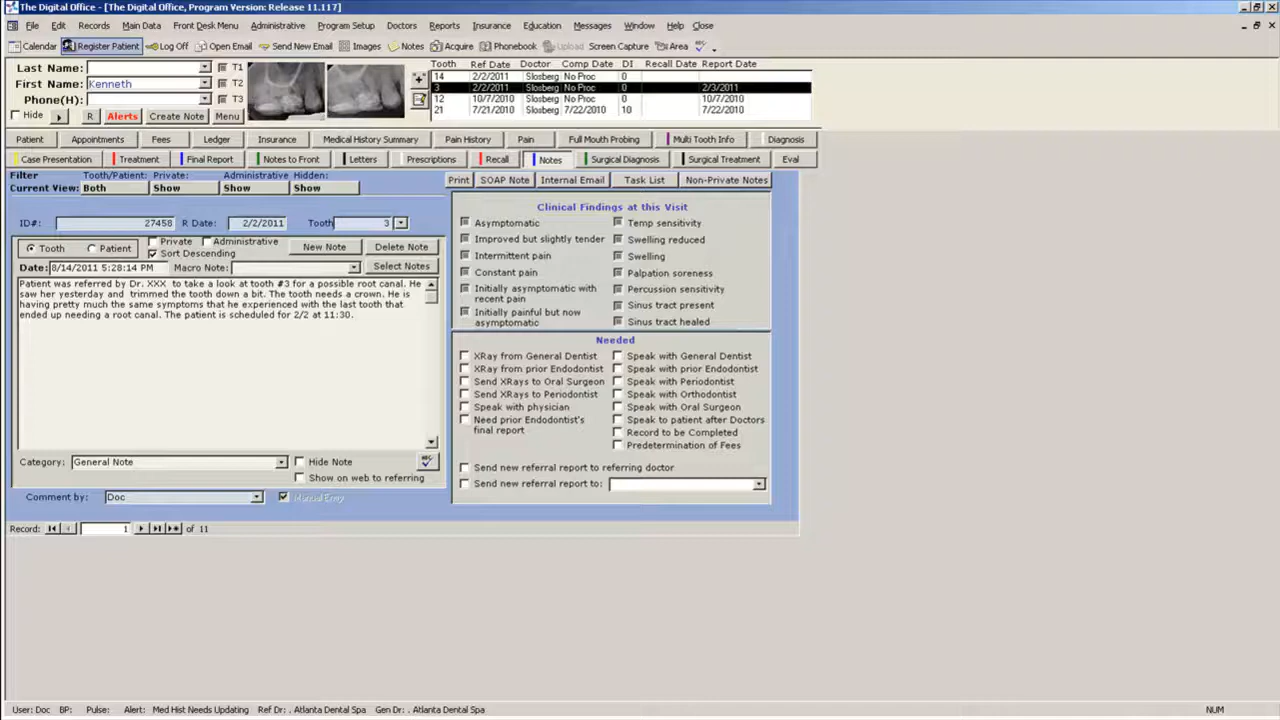 The Digital Office - [The Digital Office, Program Version: Release 11.117]
File Edit Records Main Data Front Desk Menu Administrative Program Setup Doctors Reports Insurance Education Messages Window Help Close
Calendar Register Patient Log Off Open Email Send New Email Images Notes Acquire Phonebook Upload Screen Capture Area
Last Name: T1
First Name: Kenneth T2
Phone(H): T3
Hide R Alerts Create Note Menu
Tooth Ref Date Doctor Comp Date DI Recall Date Report Date
14 2/2/2011 Slosberg No Proc 0
3 2/2/2011 Slosberg No Proc 0 2/3/2011
12 10/7/2010 Slosberg No Proc 0 10/7/2010
21 7/21/2010 Slosberg 7/22/2010 10 7/22/2010
Patient Appointments Fees Ledger Insurance Medical History Summary Pain History Pain Full Mouth Probing Multi Tooth Info Diagnosis
Case Presentation Treatment Final Report Notes to Front Letters Prescriptions Recall Notes Surgical Diagnosis Surgical Treatment Eval
Filter Tooth/Patient: Private: Administrative Hidden:
Current View: Both Show Show Show
Print SOAP Note Internal Email Task List Non-Private Notes
ID#: 27458 R Date: 2/2/2011 Tooth 3
Tooth Patient Private Administrative New Note Delete Note
Sort Descending
Date: 8/14/2011 5:28:14 PM Macro Note: Select Notes
Patient was referred by Dr. XXX to take a look at tooth #3 for a possible root canal. He
saw her yesterday and trimmed the tooth down a bit. The tooth needs a crown. He is
having pretty much the same symptoms that he experienced with the last tooth that
ended up needing a root canal. The patient is scheduled for 2/2 at 11:30.
Category: General Note Hide Note
Show on web to referring
Comment by: Doc Manual Entry
Record: 1 of 11
Clinical Findings at this Visit
Asymptomatic Temp sensitivity
Improved but slightly tender Swelling reduced
Intermittent pain Swelling
Constant pain Palpation soreness
Initially asymptomatic with recent pain Percussion sensitivity
Sinus tract present
Initially painful but now asymptomatic Sinus tract healed
Needed
XRay from General Dentist Speak with General Dentist
XRay from prior Endodontist Speak with prior Endodontist
Send XRays to Oral Surgeon Speak with Periodontist
Send XRays to Periodontist Speak with Orthodontist
Speak with physician Speak with Oral Surgeon
Need prior Endodontist's final report Speak to patient after Doctors
Record to be Completed
Predetermination of Fees
Send new referral report to referring doctor
Send new referral report to:
User: Doc BP: Pulse: Alert: Med Hist Needs Updating Ref Dr: . Atlanta Dental Spa Gen Dr: . Atlanta Dental Spa NUM